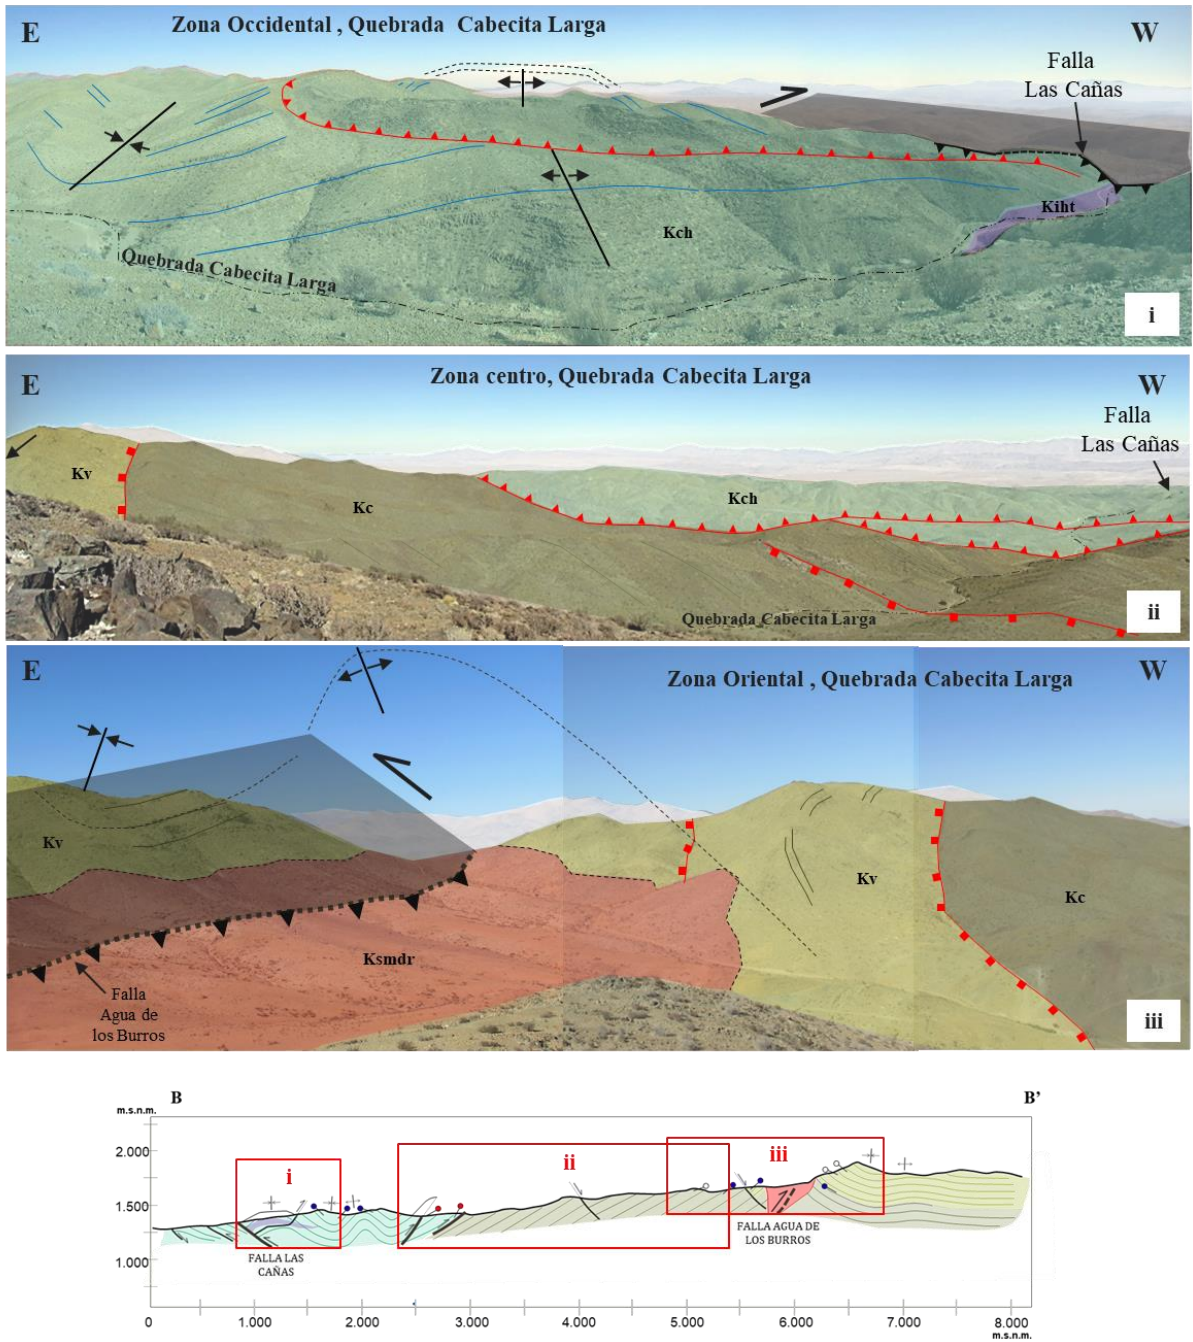 E
Zona Occidental , Quebrada Cabecita Larga
W
Falla
Las Cañas
Kiht
Kch
Quebrada Cabecita Larga
i
E
Zona centro, Quebrada Cabecita Larga
W
Falla
Las Cañas
Kv
Kc
Kch
Quebrada Cabecita Larga
ii
E
Zona Oriental , Quebrada Cabecita Larga
W
Kv
Kv
Kc
Ksmdr
Falla
Agua de
los Burros
iii
B
B’
m.s.n.m.
2.000
1.500
1.000
i
ii
iii
FALLA LAS
CAÑAS
FALLA AGUA DE
LOS BURROS
0
1.000
2.000
3.000
4.000
5.000
6.000
7.000
8.000
m.s.n.m.